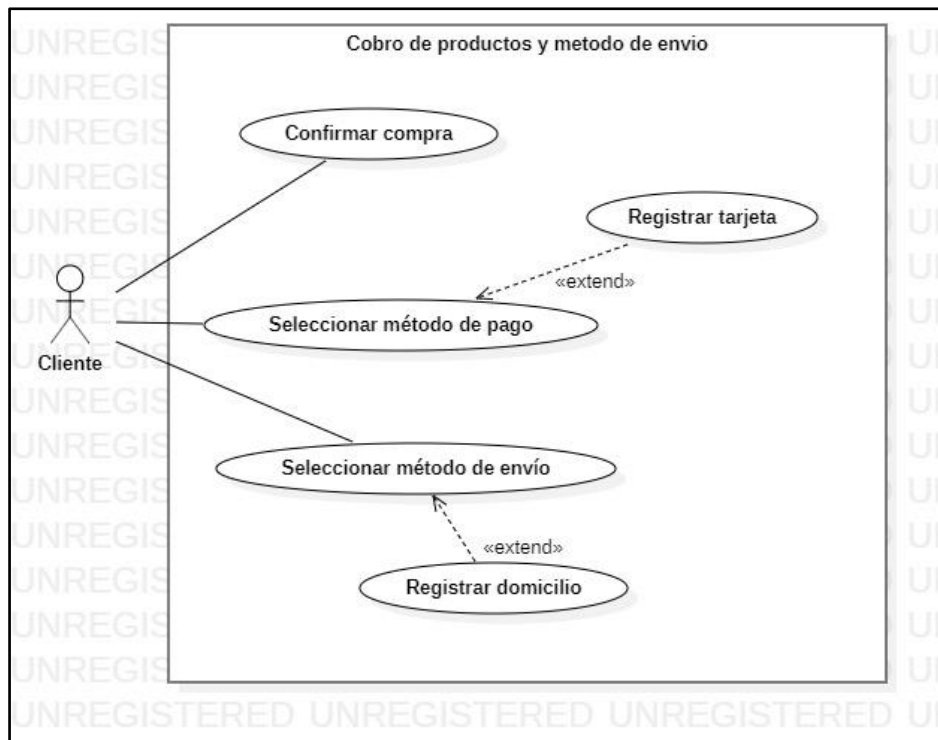 Cobro de productos y metodo de envio
Confirmar compra
Registrar tarjeta
«extend»
Seleccionar método de pago
Cliente
Seleccionar método de envío
«extend»
Registrar domicilio
UNREGISTERED UNREGISTERED UNREGISTERED